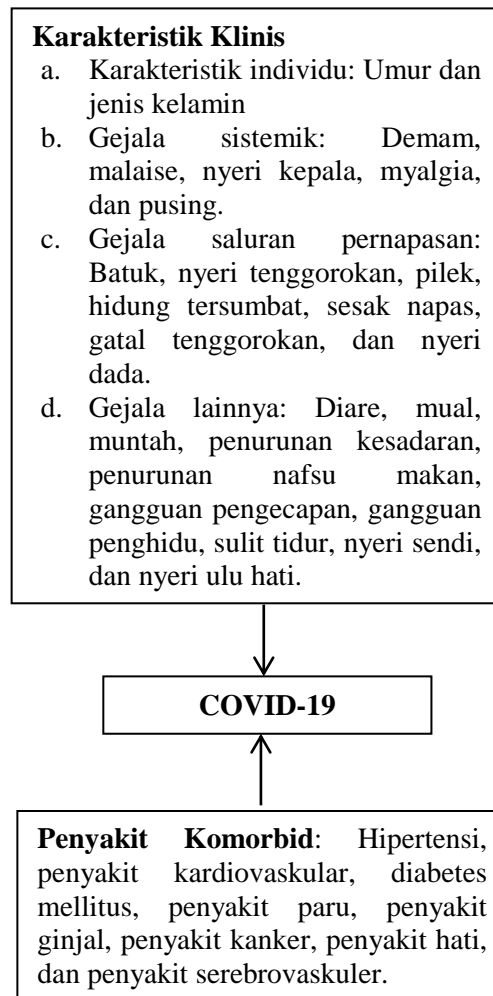 Karakteristik Klinis
a. Karakteristik individu: Umur dan
jenis kelamin
b. Gejala sistemik: Demam,
malaise, nyeri kepala, myalgia,
dan pusing.
c. Gejala saluran pernapasan:
Batuk, nyeri tenggorokan, pilek,
hidung tersumbat, sesak napas,
gatal tenggorokan, dan nyeri
dada.
d. Gejala lainnya: Diare, mual,
muntah, penurunan kesadaran,
penurunan nafsu makan,
gangguan pengecapan, gangguan
penghidu, sulit tidur, nyeri sendi,
dan nyeri ulu hati.
COVID-19
Penyakit Komorbid: Hipertensi,
penyakit kardiovaskular, diabetes
mellitus, penyakit paru, penyakit
ginjal, penyakit kanker, penyakit hati,
dan penyakit serebrovaskuler.